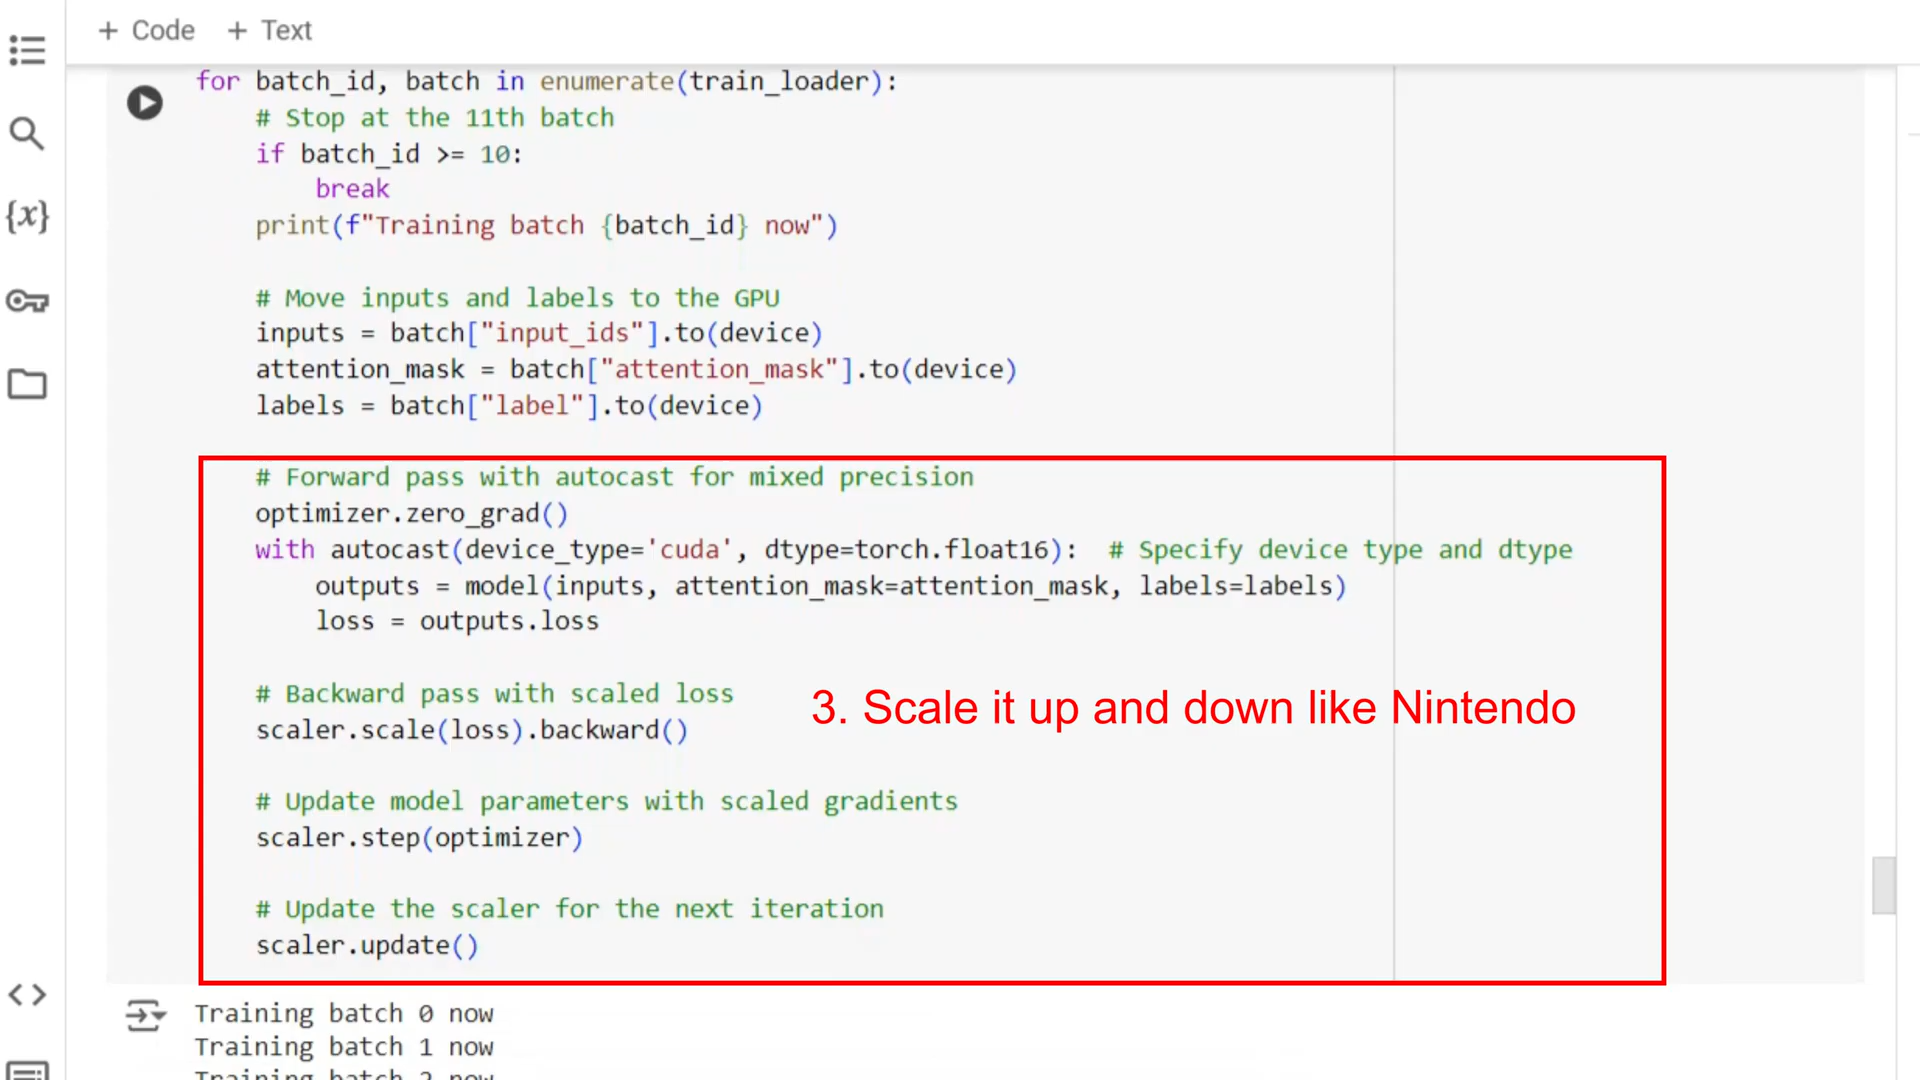 + Code + Text
for batch_id, batch in enumerate(train_loader):
# Stop at the 11th batch
if batch_id >= 10:
break
print(f"Training batch {batch_id} now")
# Move inputs and labels to the GPU
inputs = batch["input_ids"].to(device)
attention_mask = batch["attention_mask"].to(device)
labels = batch["label"].to(device)
# Forward pass with autocast for mixed precision
optimizer.zero_grad()
with autocast(device_type='cuda', dtype=torch.float16): # Specify device type and dtype
outputs = model(inputs, attention_mask=attention_mask, labels=labels)
loss = outputs.loss
# Backward pass with scaled loss
scaler.scale(loss).backward()
3. Scale it up and down like Nintendo
# Update model parameters with scaled gradients
scaler.step(optimizer)
# Update the scaler for the next iteration
scaler.update()
Training batch 0 now
Training batch 1 now
Training batch 2 now